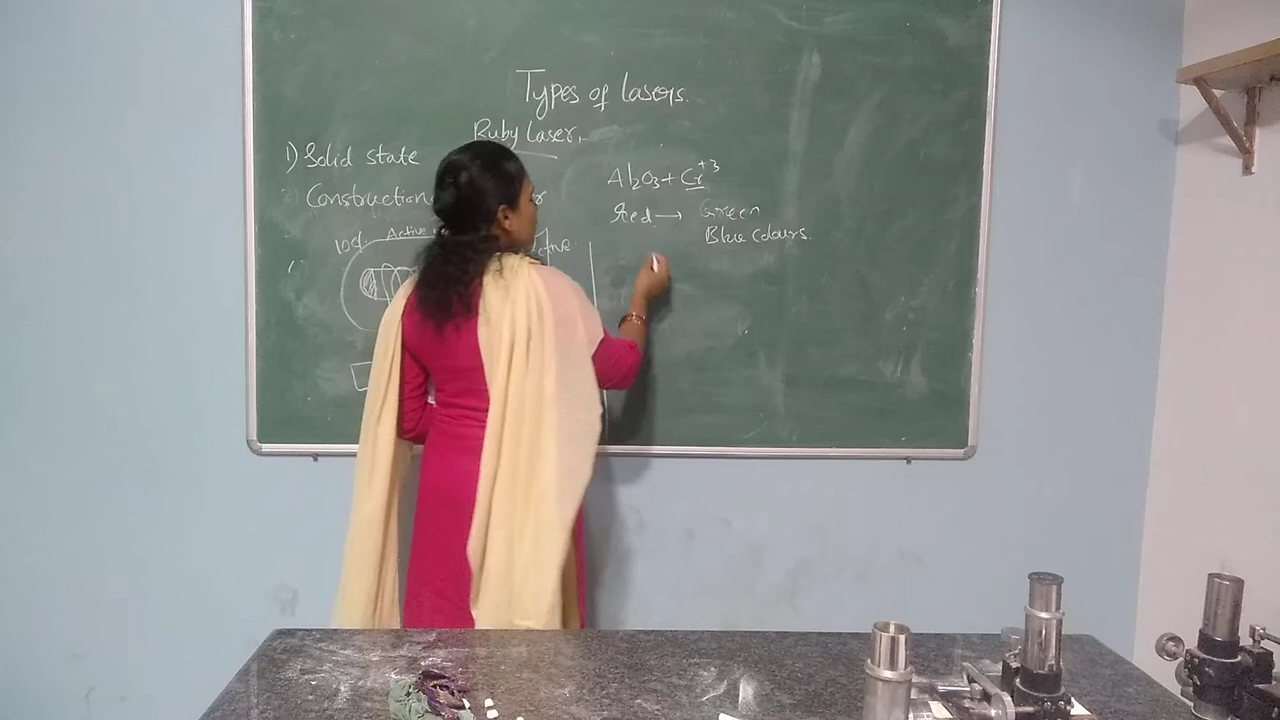 Types of lasers.
Ruby Laser.
1) Solid state
Construction
Active
Al2O3 + Cr+3
Red → Green
Blue colours.